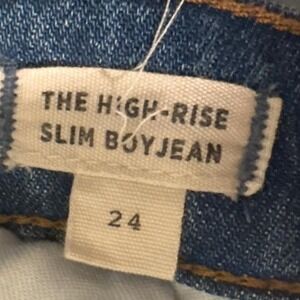 THE HIGH-RISE
SLIM BOYJEAN
24